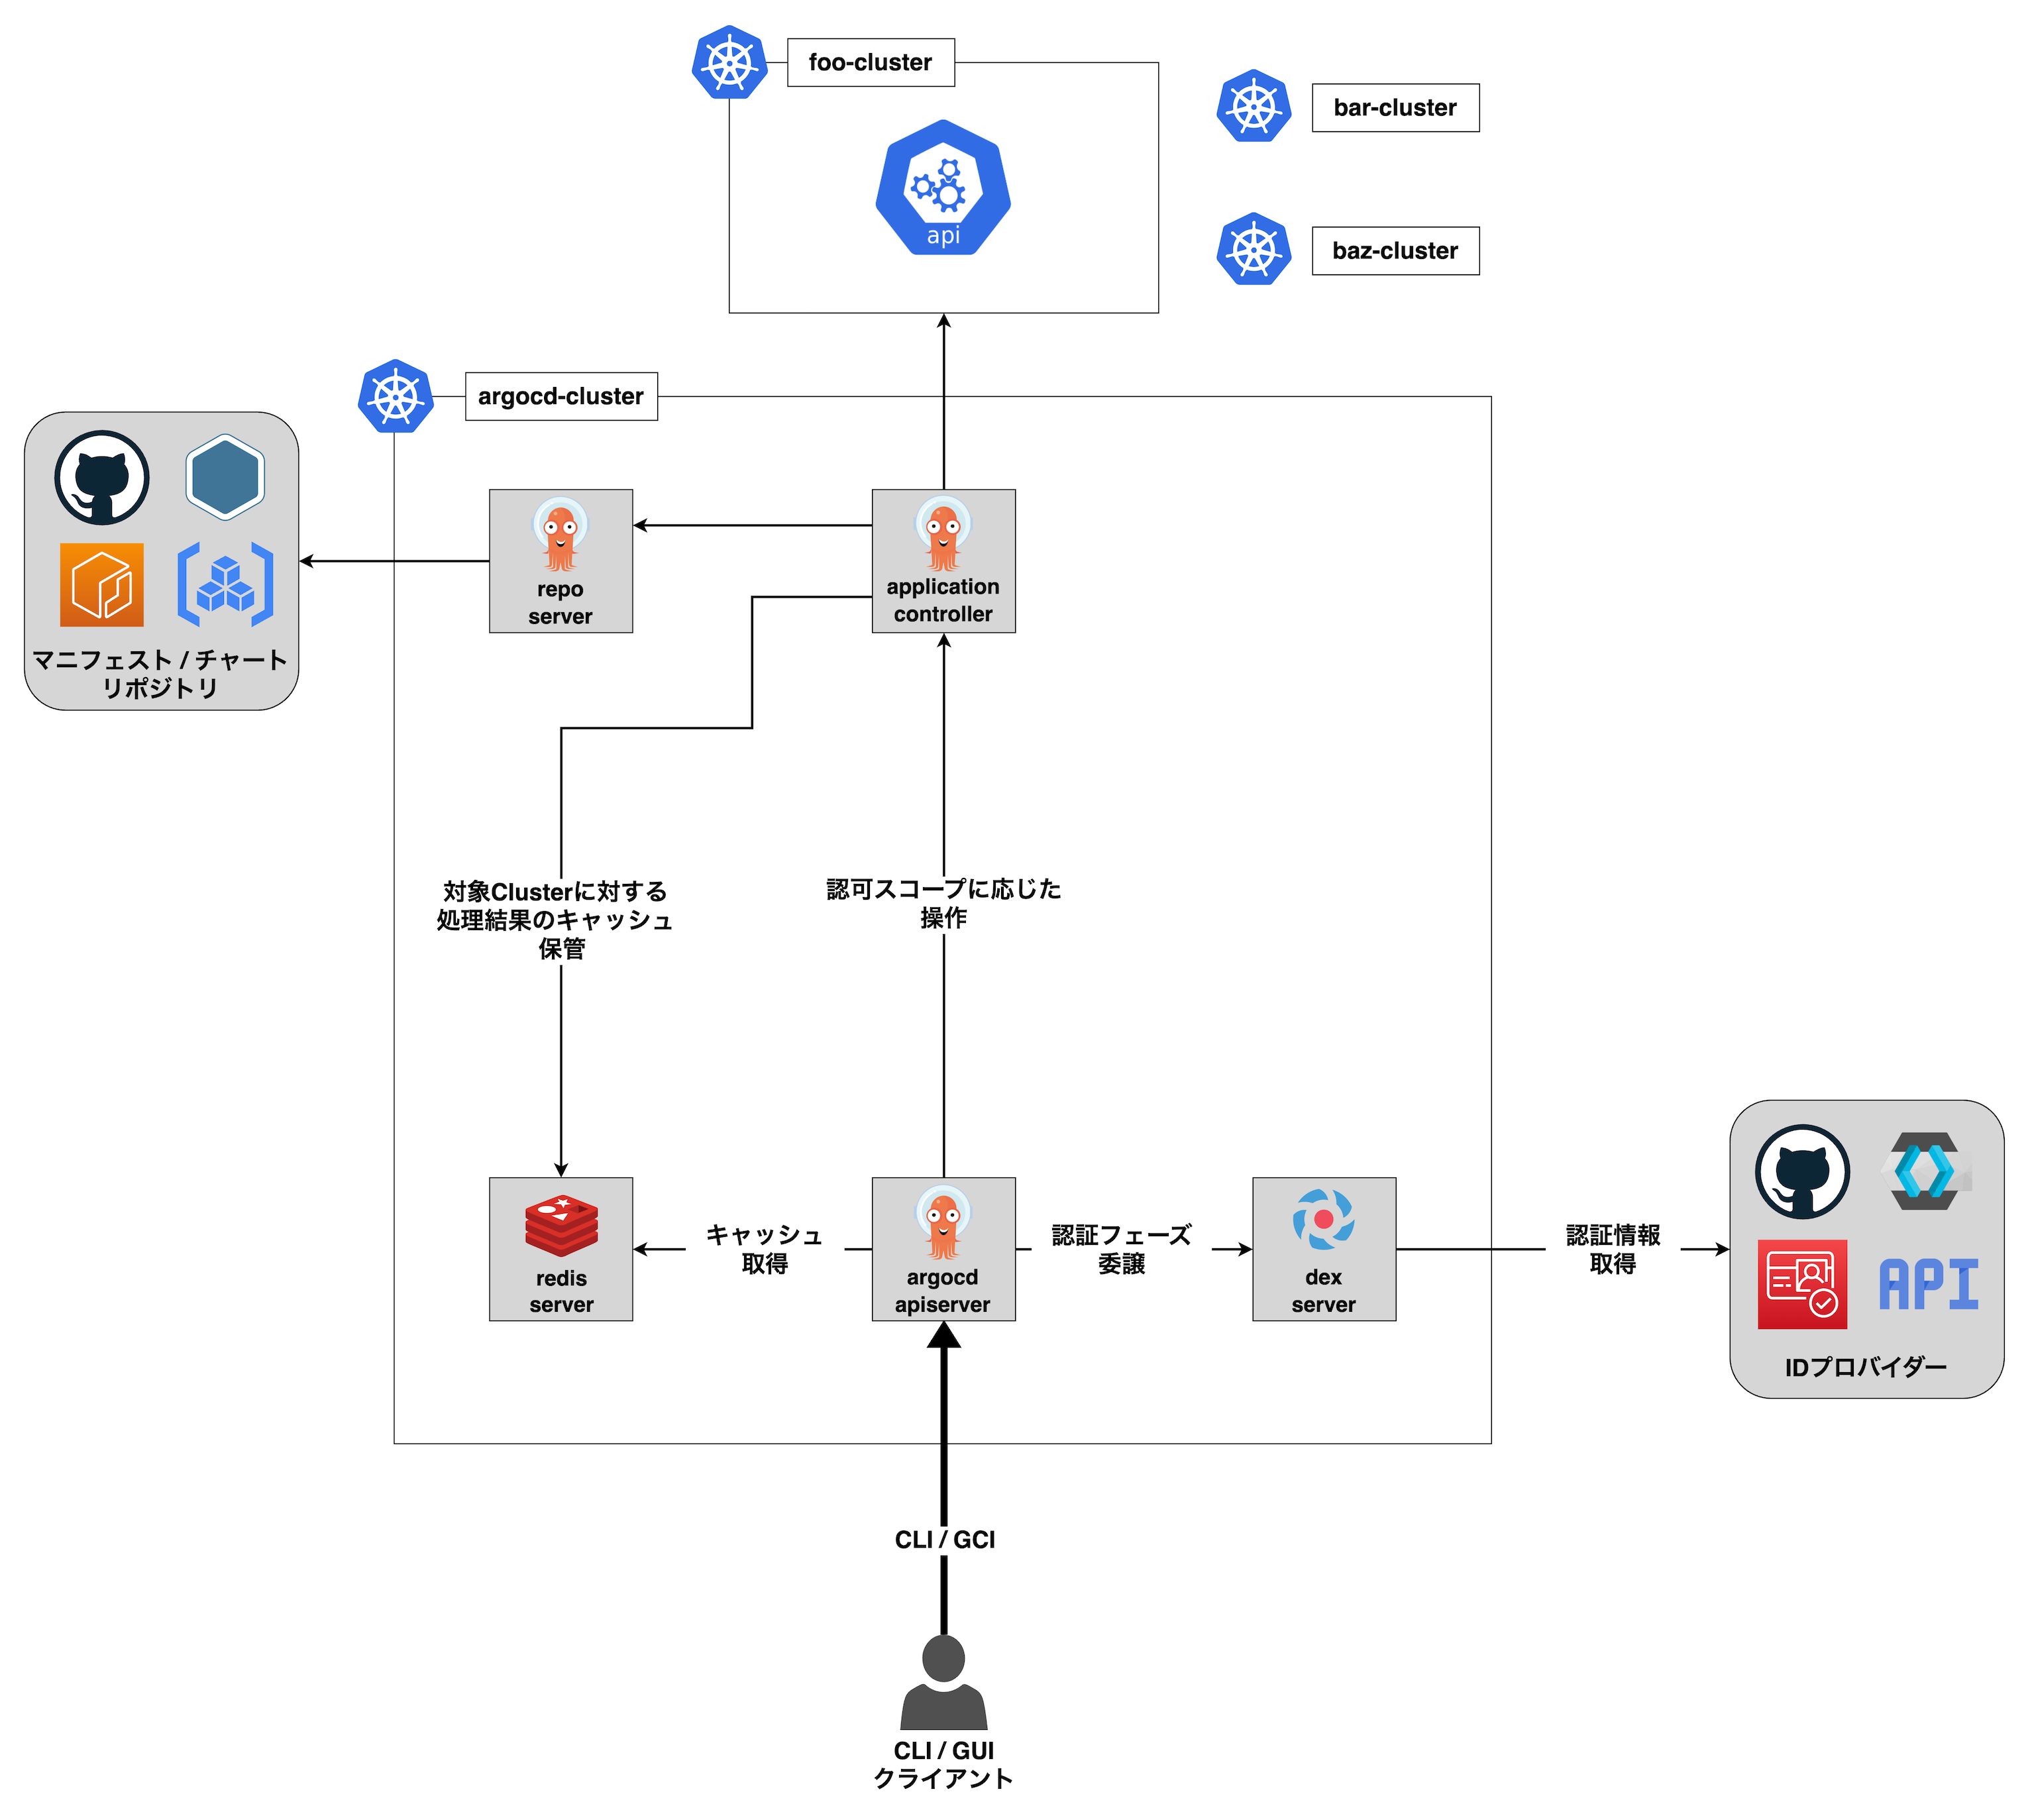 foo-cluster
bar-cluster
api
baz-cluster
argocd-cluster
repo
server
application
controller
マニフェスト / チャート
リポジトリ
対象Clusterに対する
処理結果のキャッシュ
保管
認可スコープに応じた
操作
redis
server
キャッシュ
取得
argocd
apiserver
認証フェーズ
委譲
dex
server
認証情報
取得
API
IDプロバイダー
CLI / GCI
CLI / GUI
クライアント